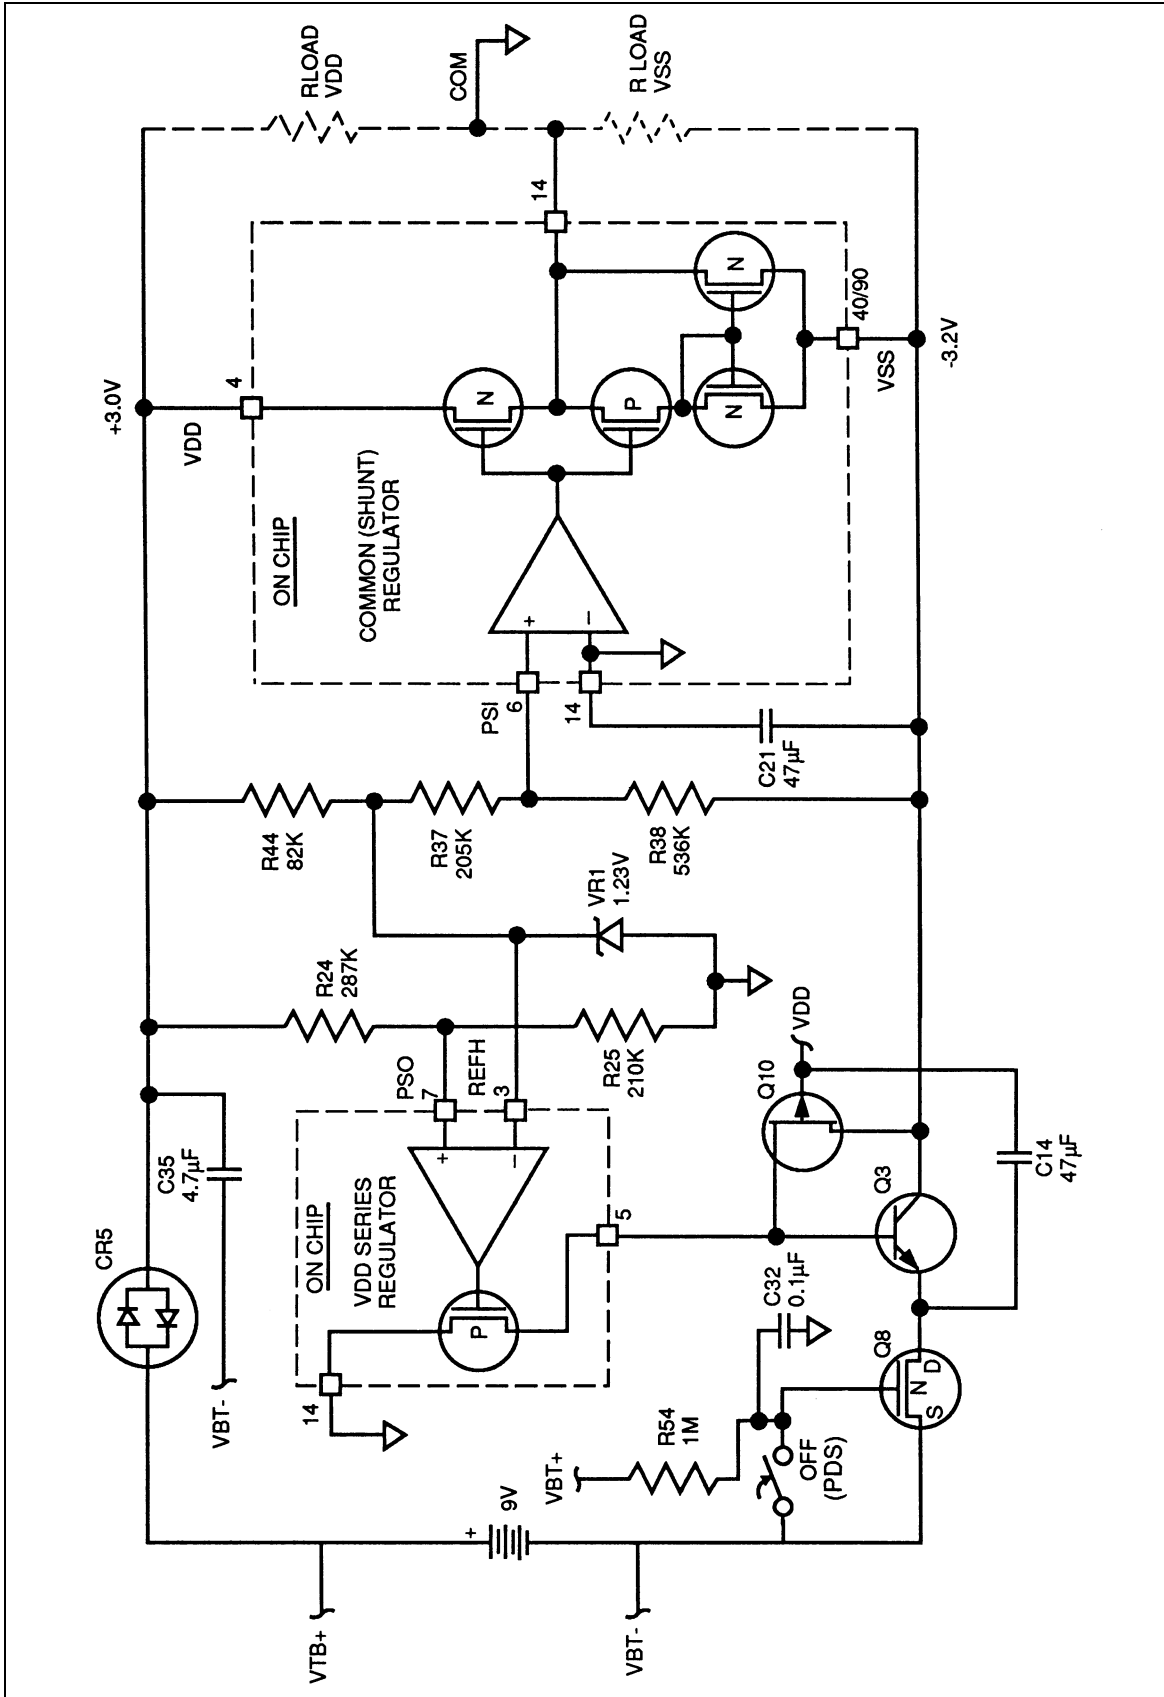 VTB+
VBT-
9V
+
CR5
C35
4.7µF
VBT-
14
ON CHIP
VDD SERIES
REGULATOR
P
+
−
PSO
7
REFH
3
5
R24
287K
R25
210K
VR1
1.23V
R44
82K
R37
205K
R38
536K
C21
47µF
PSI
6
14
ON CHIP
COMMON (SHUNT)
REGULATOR
+
−
N
P
N
N
+3.0V
VDD
4
14
40/90
VSS
-3.2V
RLOAD
VDD
COM
R LOAD
VSS
VBT+
R54
1M
OFF
(PDS)
C32
0.1µF
Q8
N
D
S
Q3
Q10
VDD
C14
47µF